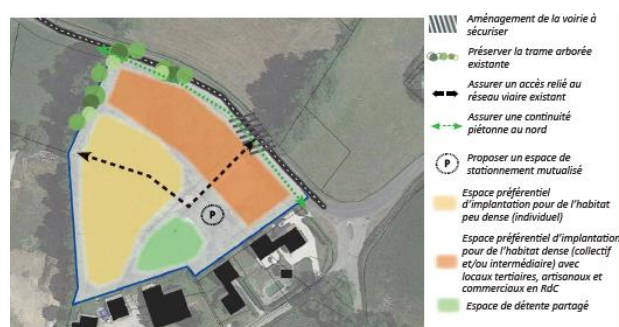 Aménagement de la voirie à
sécuriser
Préserver la trame arborée
existante
Assurer un accès relié au
réseau viaire existant
Assurer une continuité
piétonne au nord
P
Proposer un espace de
stationnement mutualisé
P
Espace préférentiel
d'implantation pour de l'habitat
peu dense (individuel)
Espace préférentiel d'implantation
pour de l'habitat dense (collectif
et/ou intermédiaire) avec
locaux tertiaires, artisanaux et
commerciaux en RdC
Espace de détente partagé